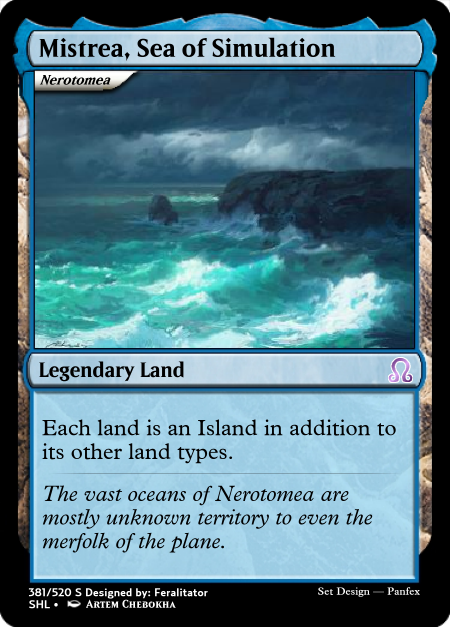 Mistrea, Sea of Simulation
Nerotomea
Legendary Land
Each land is an Island in addition to
its other land types.
The vast oceans of Nerotomea are
mostly unknown territory to even the
merfolk of the plane.
381/520 S Designed by: Feralitator
Set Design — Panfex
SHL • Artem Chebokha